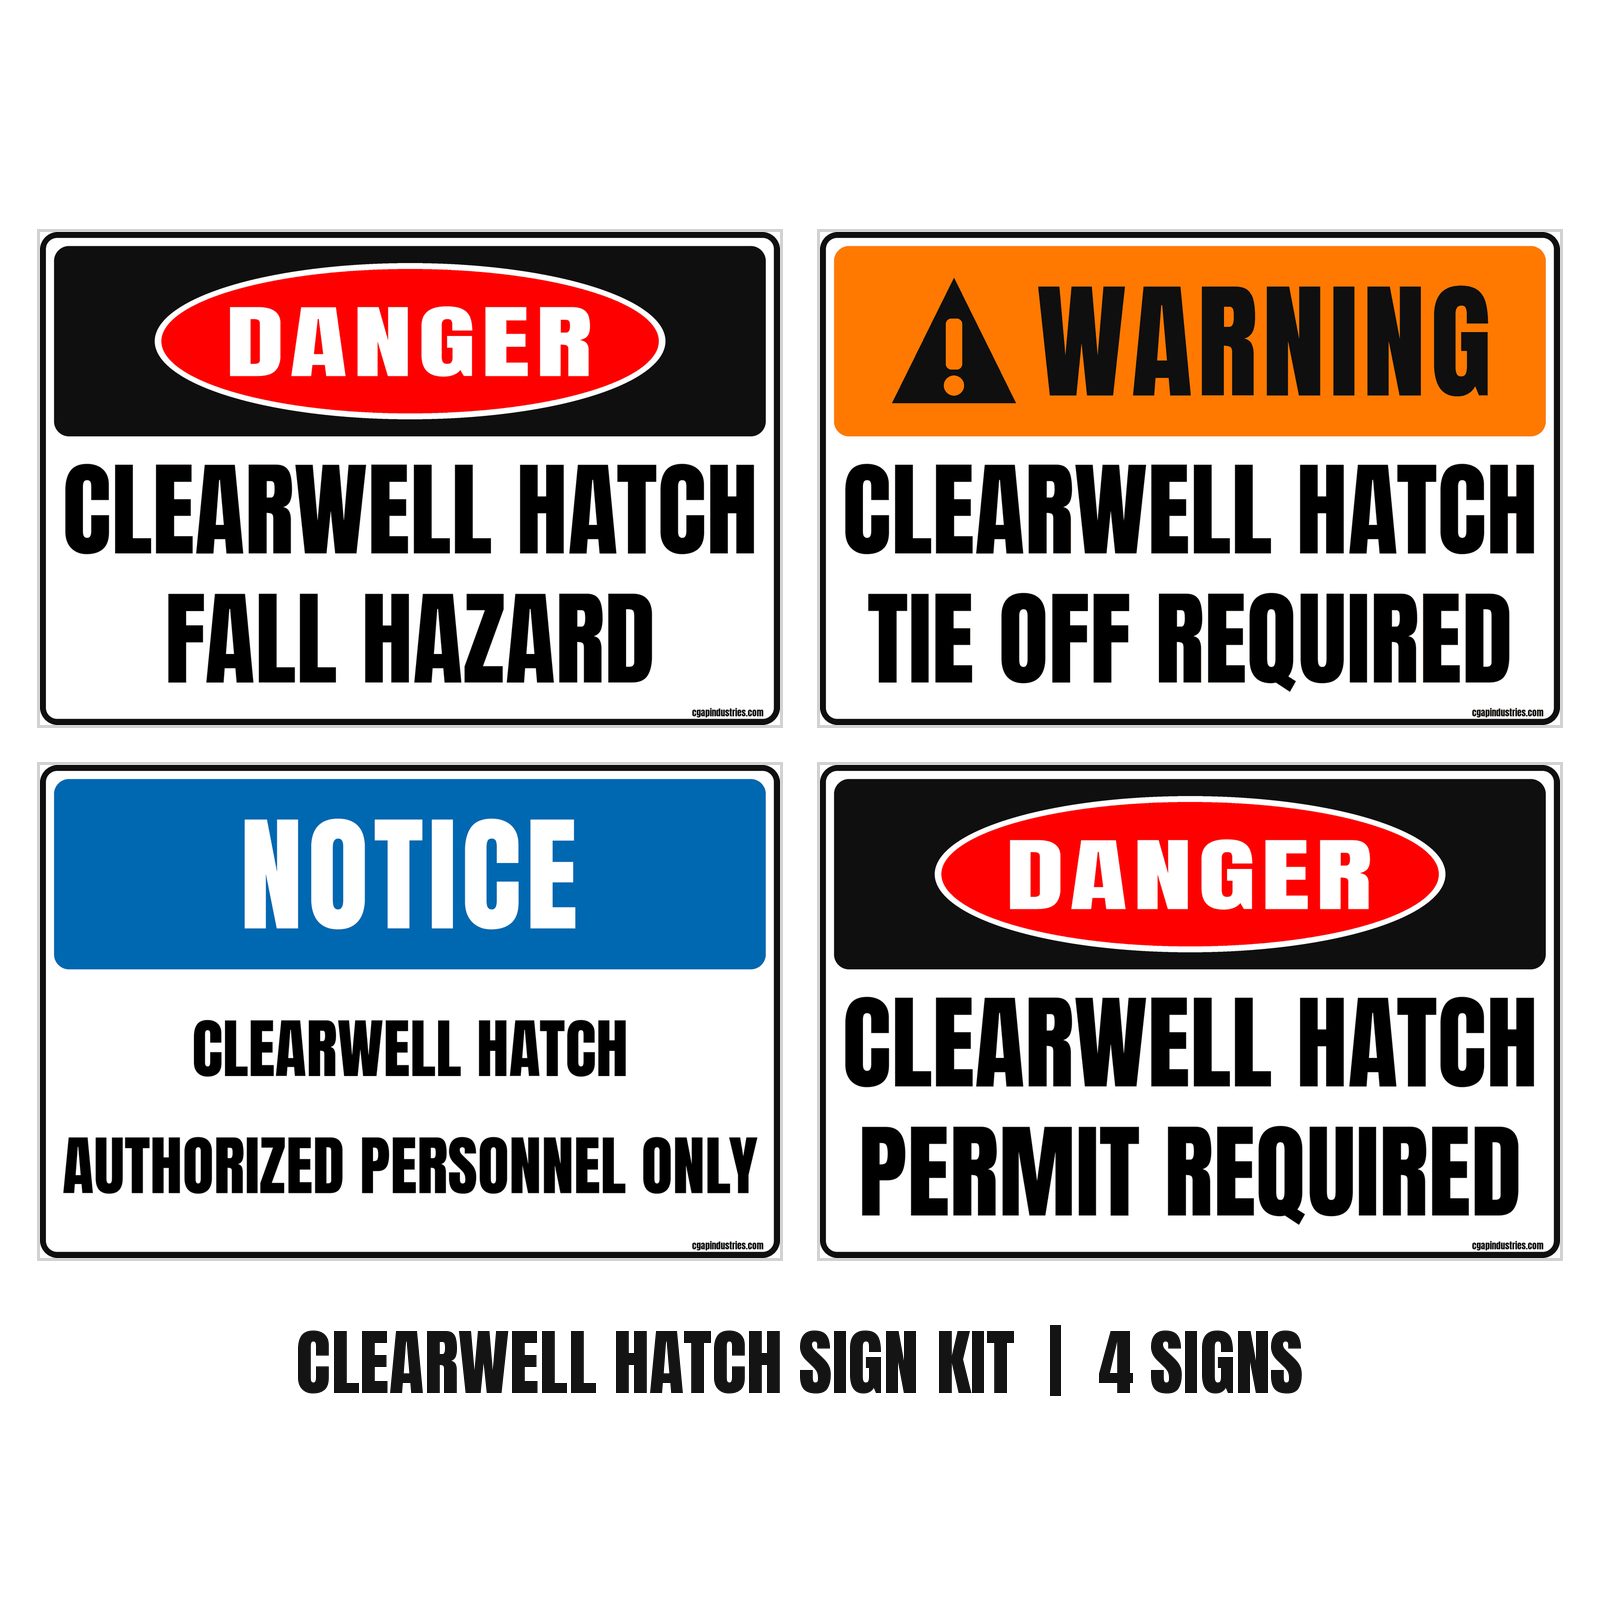 DANGER
CLEARWELL HATCH
FALL HAZARD
cgapindustries.com
WARNING
CLEARWELL HATCH
TIE OFF REQUIRED
cgapindustries.com
NOTICE
CLEARWELL HATCH
AUTHORIZED PERSONNEL ONLY
cgapindustries.com
DANGER
CLEARWELL HATCH
PERMIT REQUIRED
cgapindustries.com
CLEARWELL HATCH SIGN KIT | 4 SIGNS